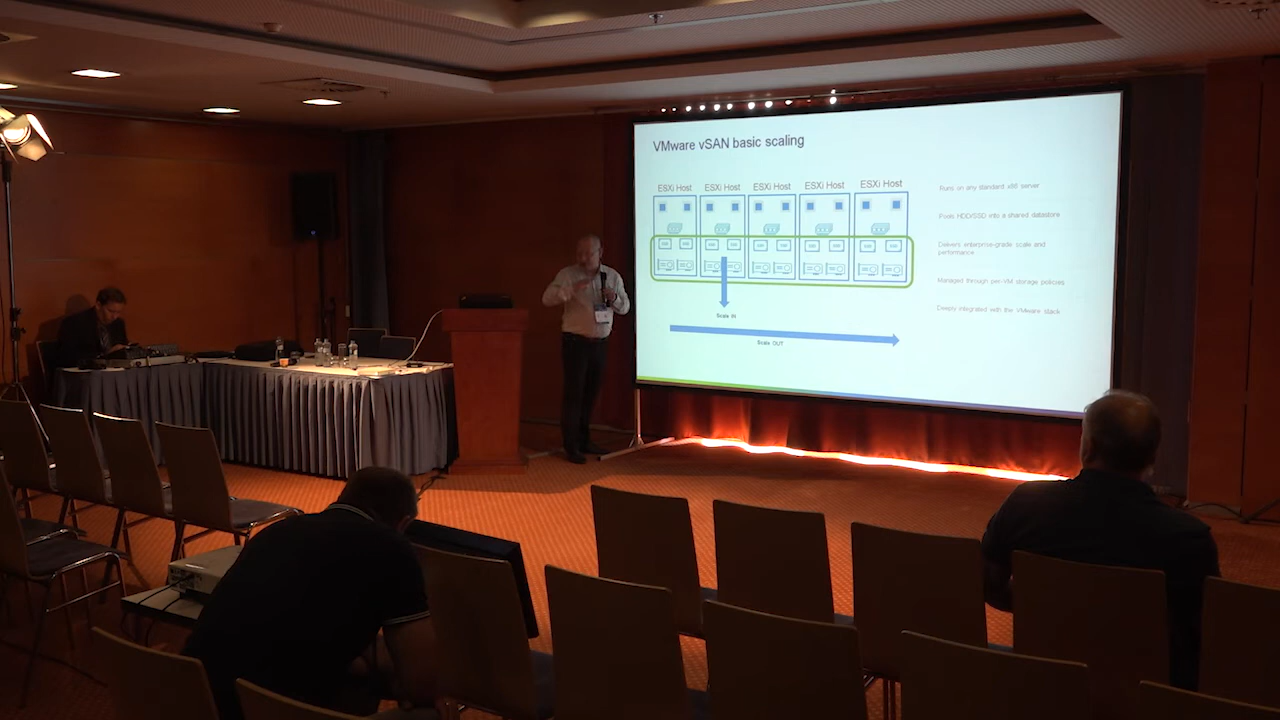 VMware vSAN basic scaling
ESXi Host ESXi Host ESXi Host ESXi Host ESXi Host
Runs on any standard x86 server
Pools HDD/SSD into a shared datastore
Delivers enterprise-grade scale and
performance
Managed through per-VM storage policies
Deeply integrated with the VMware stack
Scale IN
Scale OUT